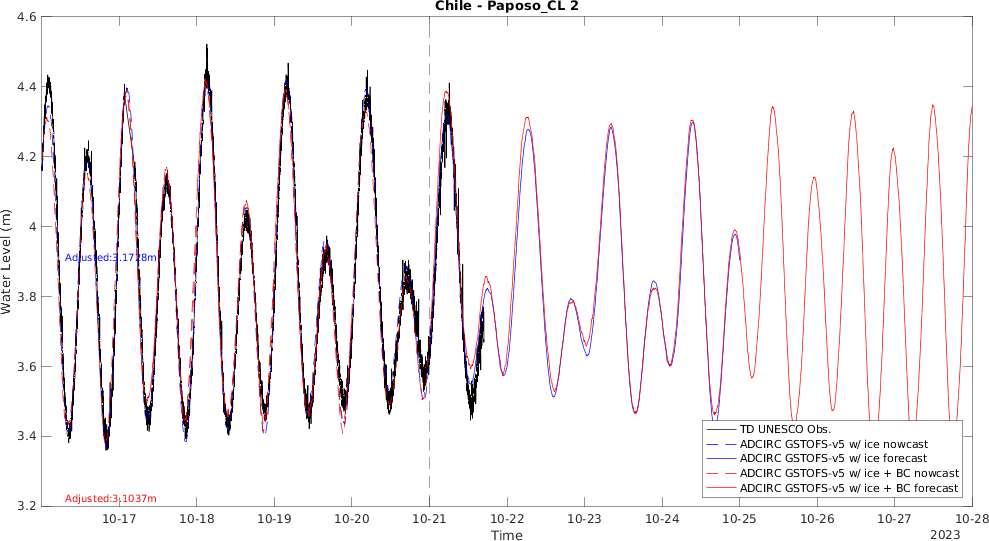 Chile - Paposo_CL 2
4.6
4.4
4.2
4
3.8
3.6
3.4
3.2
Water Level (m)
Adjusted:3.1728m
Adjusted:3.1037m
TD UNESCO Obs.
ADCIRC GSTOFS-v5 w/ ice nowcast
ADCIRC GSTOFS-v5 w/ ice forecast
ADCIRC GSTOFS-v5 w/ ice + BC nowcast
ADCIRC GSTOFS-v5 w/ ice + BC forecast
10-17 10-18 10-19 10-20 10-21 10-22 10-23 10-24 10-25 10-26 10-27 10-28
Time
2023